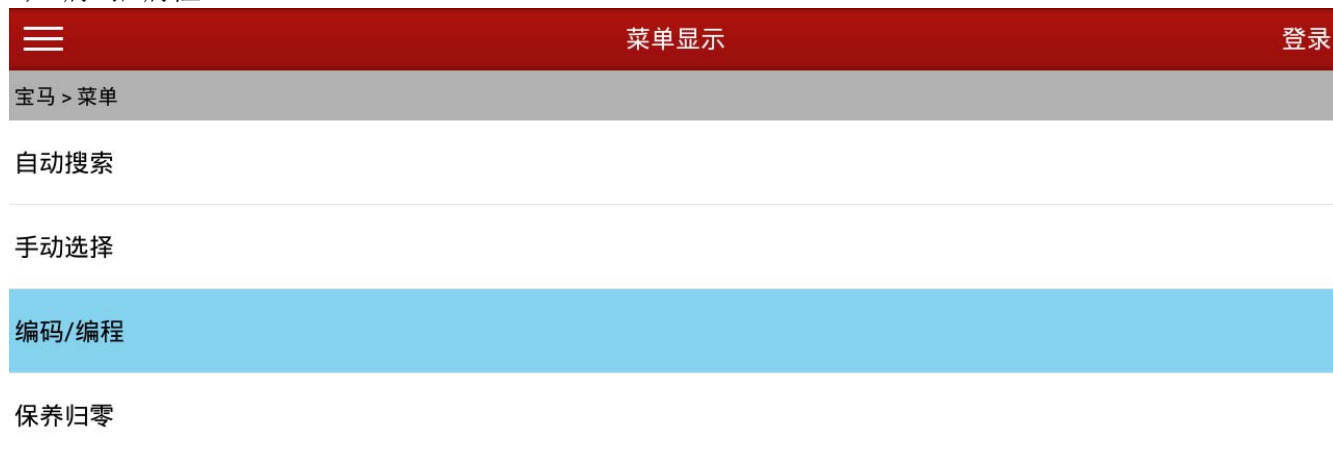 菜单显示
登录
宝马 > 菜单
自动搜索
手动选择
编码/编程
保养归零